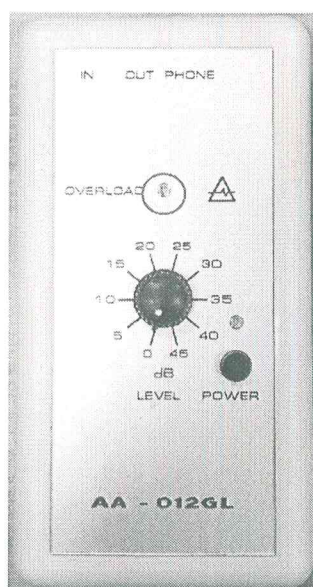 IN OUT PHONE
OVERLOAD
20 25
15 30
10 35
5 40
0 45
dB
LEVEL POWER
AA - 012GL